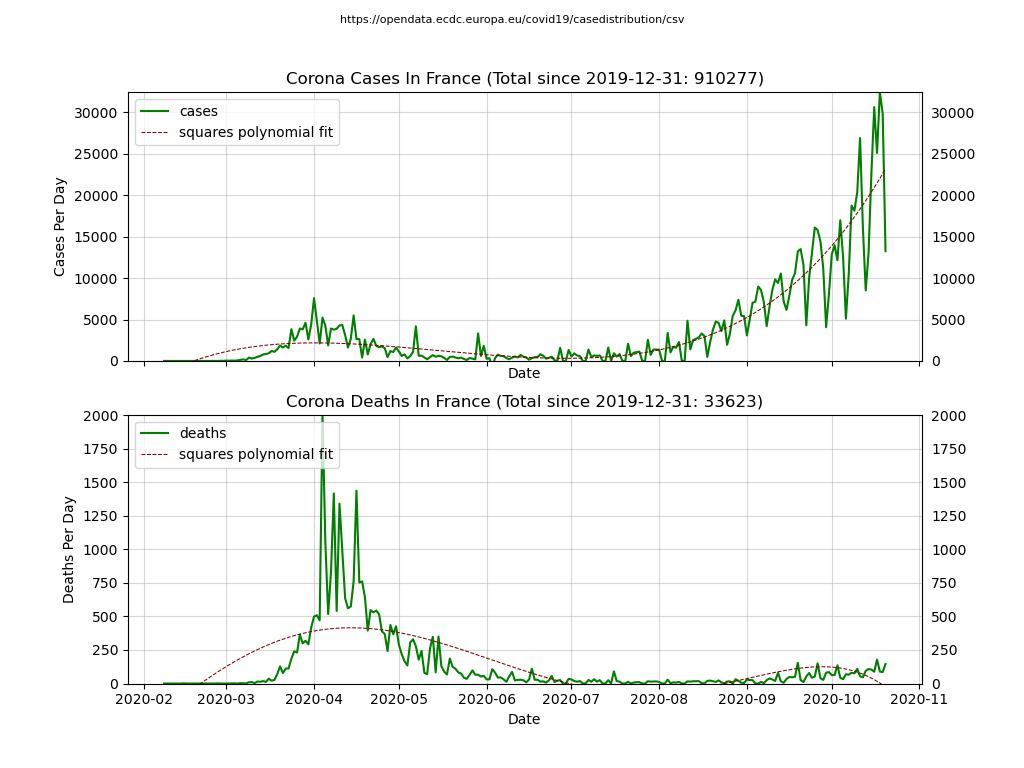 https://opendata.ecdc.europa.eu/covid19/casedistribution/csv
Corona Cases In France (Total since 2019-12-31: 910277)
cases
squares polynomial fit
30000 30000
25000 25000
20000 20000
15000 15000
10000 10000
5000 5000
0 0
Cases Per Day
Date
Corona Deaths In France (Total since 2019-12-31: 33623)
deaths
squares polynomial fit
2000 2000
1750 1750
1500 1500
1250 1250
1000 1000
750 750
500 500
250 250
0 0
Deaths Per Day
2020-02 2020-03 2020-04 2020-05 2020-06 2020-07 2020-08 2020-09 2020-10 2020-11
Date